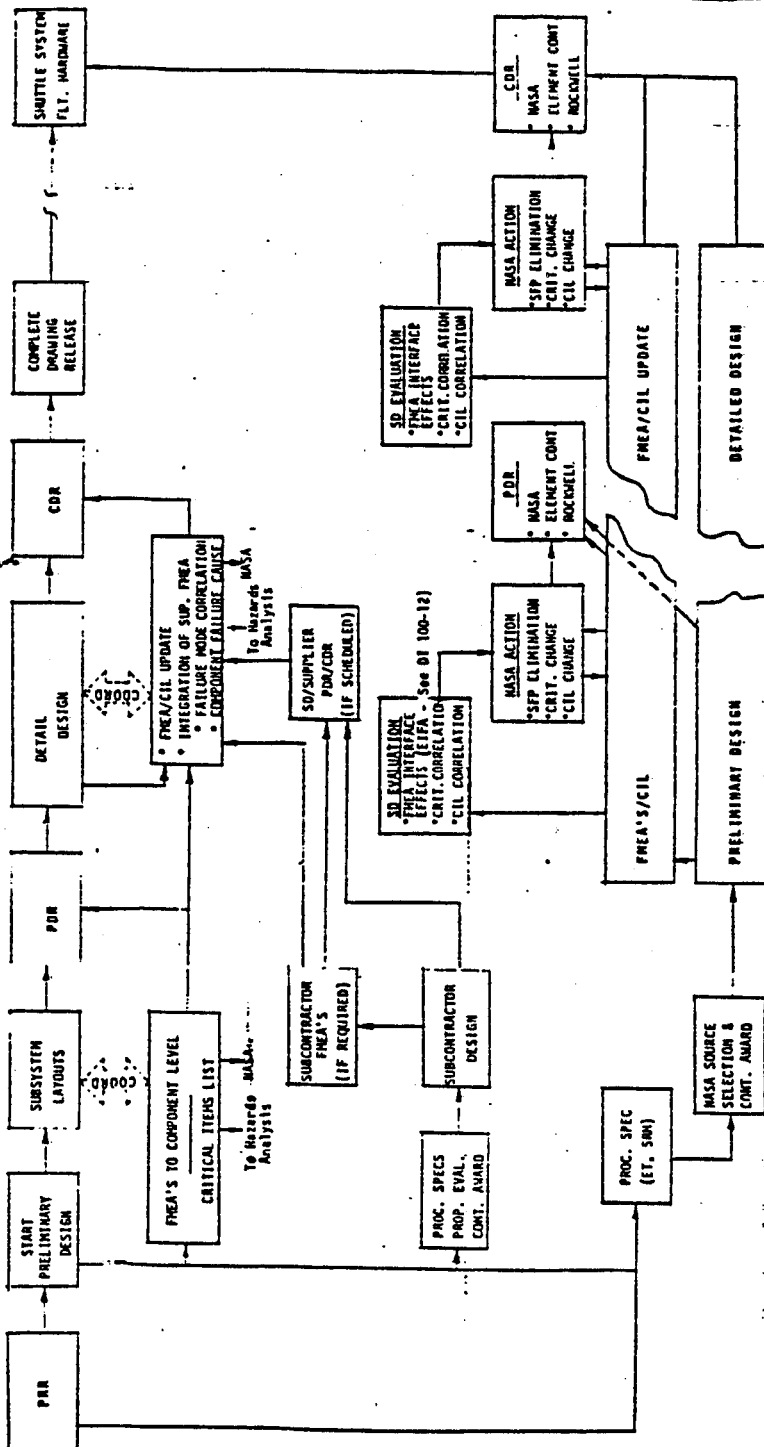 PRR
START
PRELIMINARY
DESIGN
SUBSYSTEM
LAYOUTS
PDR
DETAIL
DESIGN
CDR
COMPLETE
DRAWING
RELEASE
SHUTTLE SYSTEM
FLT. HARDWARE
COORD
COORD
FMEA'S TO COMPONENT LEVEL
CRITICAL ITEMS LIST
To Hazards
Analysis
NASA
* FMEA/CIL UPDATE
* INTEGRATION OF SUP. FMEA
* FAILURE MODE CORRELATION
* COMPONENT FAILURE CAUSE
To Hazards
Analysis
NASA
SUBCONTRACTOR
FMEA'S
(IF REQUIRED)
SD/SUPPLIER
PDR/CDR
(IF SCHEDULED)
PROC. SPECS
PROP. EVAL.,
CONT. AWARD
SUBCONTRACTOR
DESIGN
SD EVALUATION
*FMEA INTERFACE
EFFECTS (EIFA - See DI 100-12)
*CRIT.CORRELATION
*CIL CORRELATION
SD EVALUATION
*FMEA INTERFACE
EFFECTS
*CRIT.CORRELATION
*CIL CORRELATION
NASA ACTION
*SFP ELIMINATION
*CRIT. CHANGE
*CIL CHANGE
PDR
* NASA
* ELEMENT CONT.
* ROCKWELL
NASA ACTION
*SFP ELIMINATION
*CRIT. CHANGE
*CIL CHANGE
CDR
* NASA
* ELEMENT CONT.
* ROCKWELL
PROC. SPEC
(ET, SRM)
NASA SOURCE
SELECTION &
CONT. AWARD
FMEA'S/CIL
FMEA/CIL UPDATE
PRELIMINARY DESIGN
DETAILED DESIGN